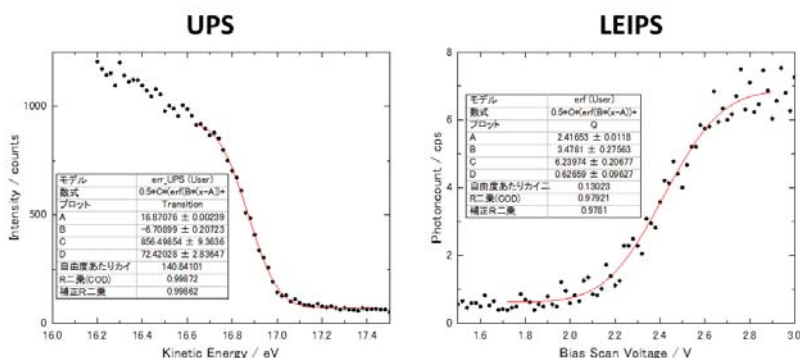 UPS
LEIPS
Intensity / counts
1000
500
0
モデル err_UPS (User)
数式 0.5*C*(erf(B*(x-A))+
プロット Transition
A 16.87076 ± 0.00239
B -6.70899 ± 0.20723
C 856.49854 ± 9.3636
D 72.42028 ± 2.83647
自由度あたりカイ 140.84101
R二乗(COD) 0.99872
補正R二乗 0.99862
16.0 16.2 16.4 16.6 16.8 17.0 17.2 17.4
Kinetic Energy / eV
Photoncount / cps
8
6
4
2
0
モデル erf (User)
数式 0.5*C*(erf(B*(x-A))+
プロット Q
A 2.41653 ± 0.0118
B 3.4781 ± 0.27563
C 6.23974 ± 0.20677
D 0.62659 ± 0.09627
自由度あたりカイ二 0.13023
R二乗(COD) 0.97921
補正R二乗 0.9781
1.6 1.8 2.0 2.2 2.4 2.6 2.8 3.0
Bias Scan Voltage / V